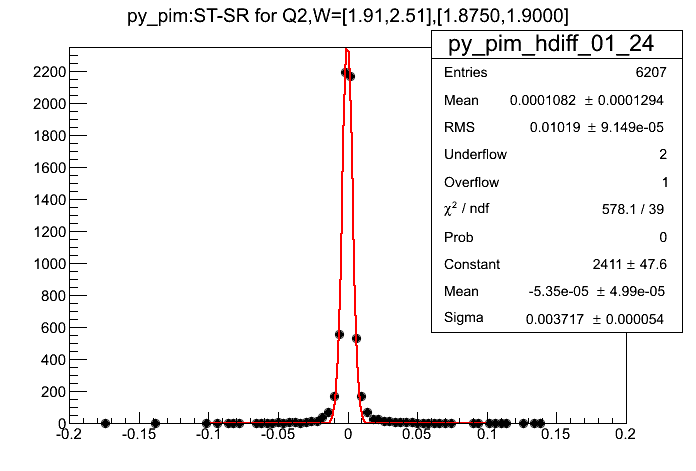 py_pim:ST-SR for Q2,W=[1.91,2.51],[1.8750,1.9000]
py_pim_hdiff_01_24
Entries 6207
Mean 0.0001082 ± 0.0001294
RMS 0.01019 ± 9.149e-05
Underflow 2
Overflow 1
χ² / ndf 578.1 / 39
Prob 0
Constant 2411 ± 47.6
Mean -5.35e-05 ± 4.99e-05
Sigma 0.003717 ± 0.000054
2200
2000
1800
1600
1400
1200
1000
800
600
400
200
0
-0.2 -0.15 -0.1 -0.05 0 0.05 0.1 0.15 0.2